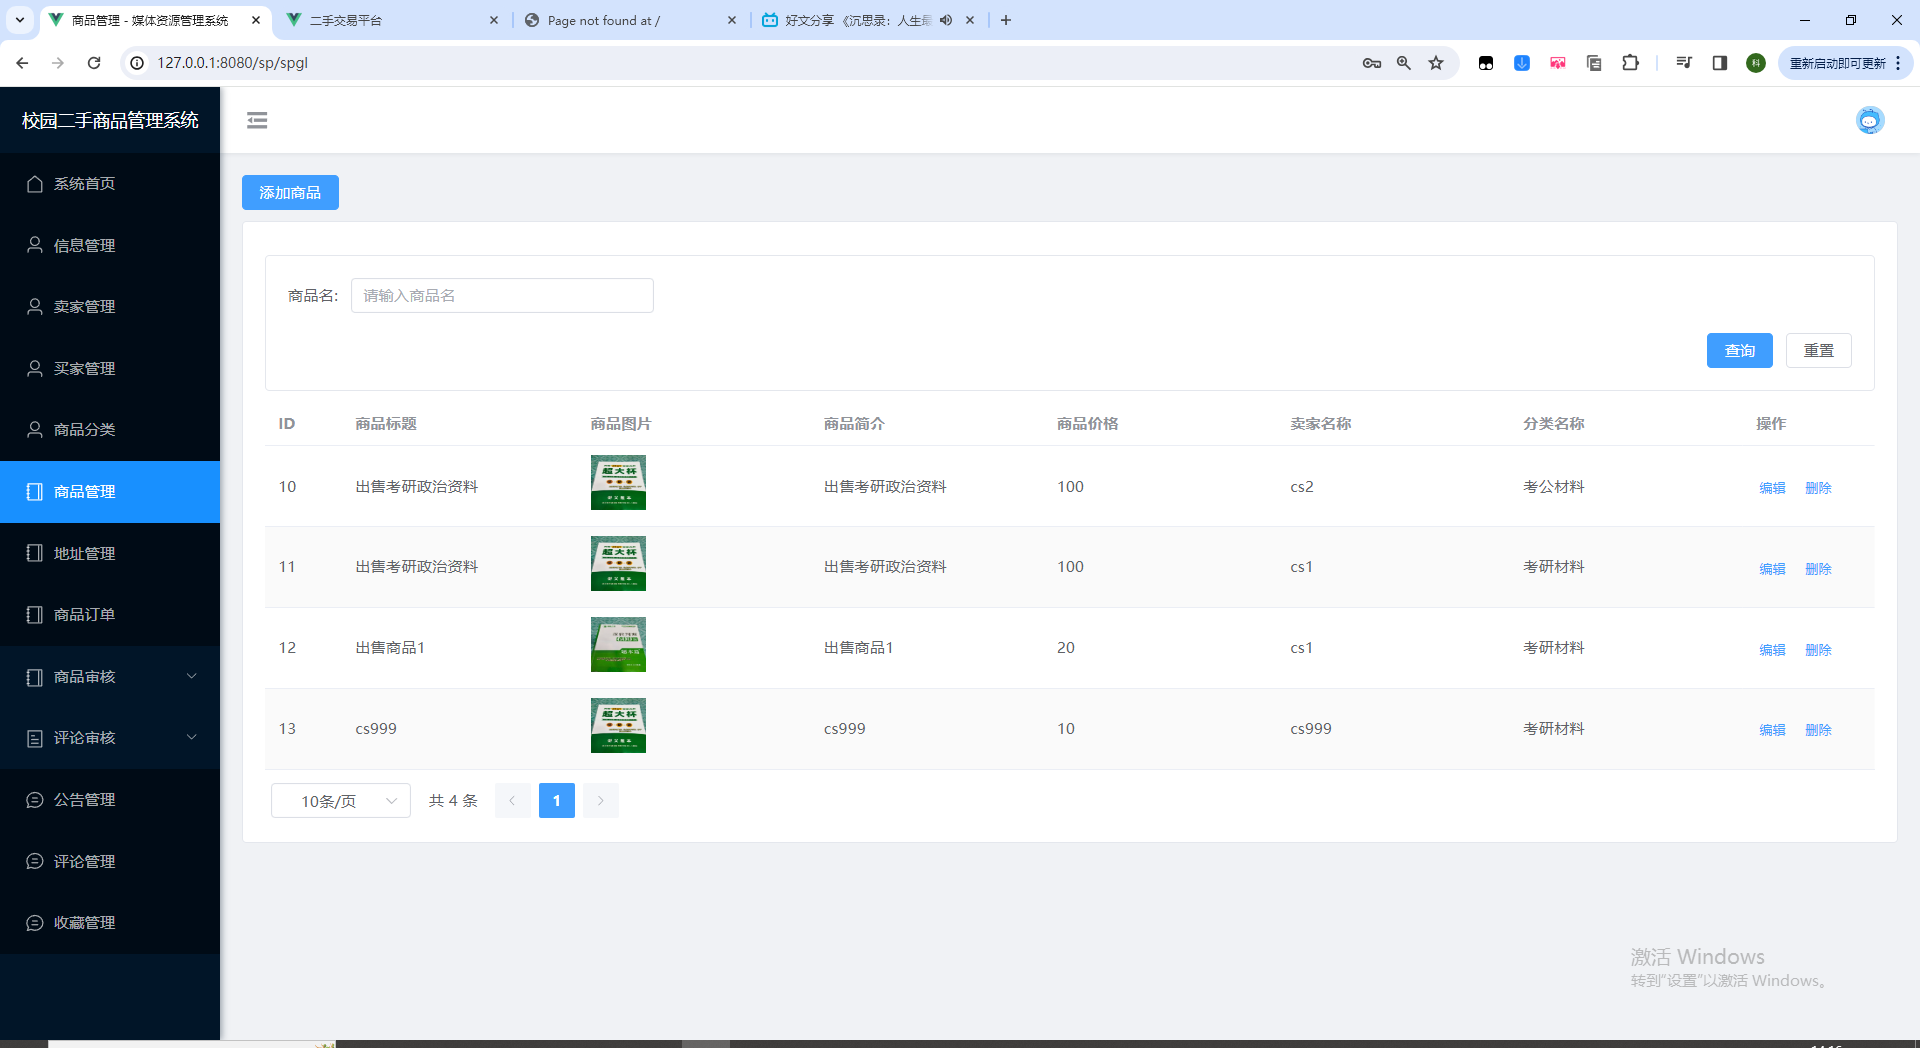 商品管理 - 媒体资源管理系统
二手交易平台
Page not found at /
好文分享 《沉思录：人生最
127.0.0.1:8080/sp/spgl
科
重新启动即可更新
校园二手商品管理系统
系统首页
信息管理
卖家管理
买家管理
商品分类
商品管理
地址管理
商品订单
商品审核
评论审核
公告管理
评论管理
收藏管理
添加商品
商品名:
请输入商品名
查询 重置
ID 商品标题 商品图片 商品简介 商品价格 卖家名称 分类名称 操作
10 出售考研政治资料 超大杯 出售考研政治资料 100 cs2 考公材料 编辑 删除
11 出售考研政治资料 超大杯 出售考研政治资料 100 cs1 考研材料 编辑 删除
12 出售商品1 出售商品1 20 cs1 考研材料 编辑 删除
13 cs999 超大杯 cs999 10 cs999 考研材料 编辑 删除
10条/页 共 4 条 1
激活 Windows
转到"设置"以激活 Windows。